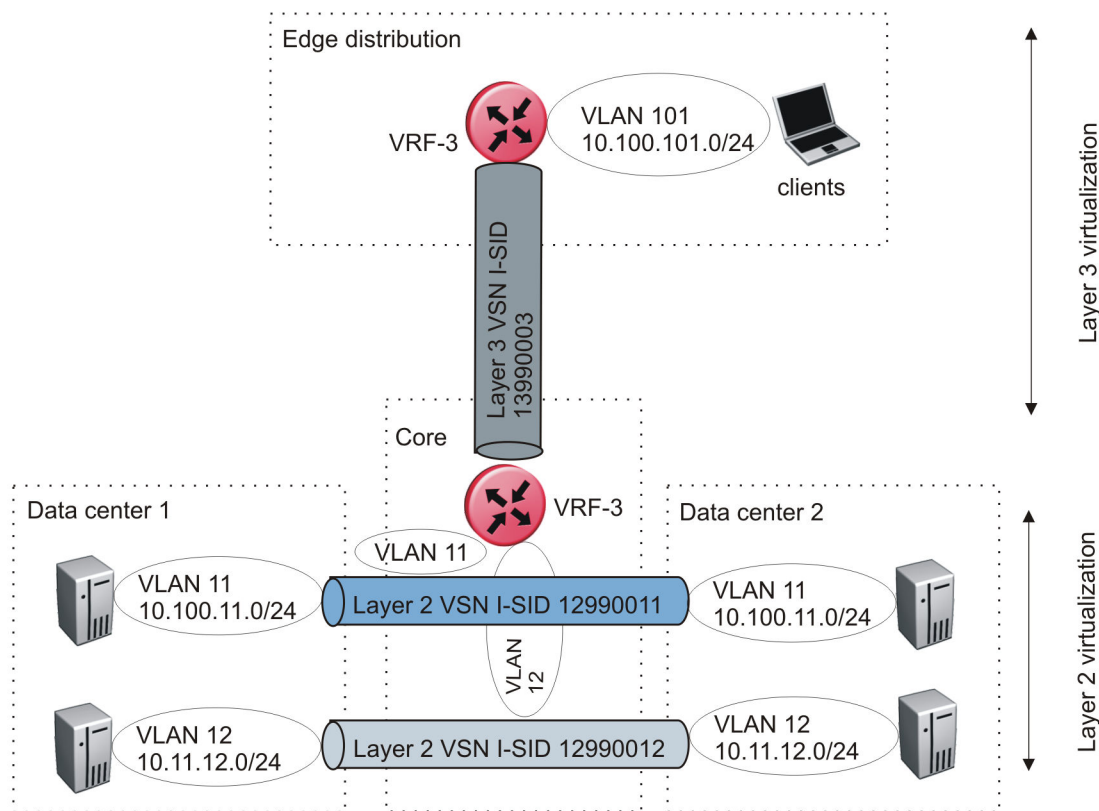 Edge distribution
VRF-3
VLAN 101
10.100.101.0/24
clients
Layer 3 virtualization
Layer 3 VSN I-SID
13990003
Core
VRF-3
Data center 1
Data center 2
VLAN 11
VLAN 11
10.100.11.0/24
Layer 2 VSN I-SID 12990011
VLAN 11
10.100.11.0/24
Layer 2 virtualization
VLAN
12
VLAN 12
10.11.12.0/24
Layer 2 VSN I-SID 12990012
VLAN 12
10.11.12.0/24